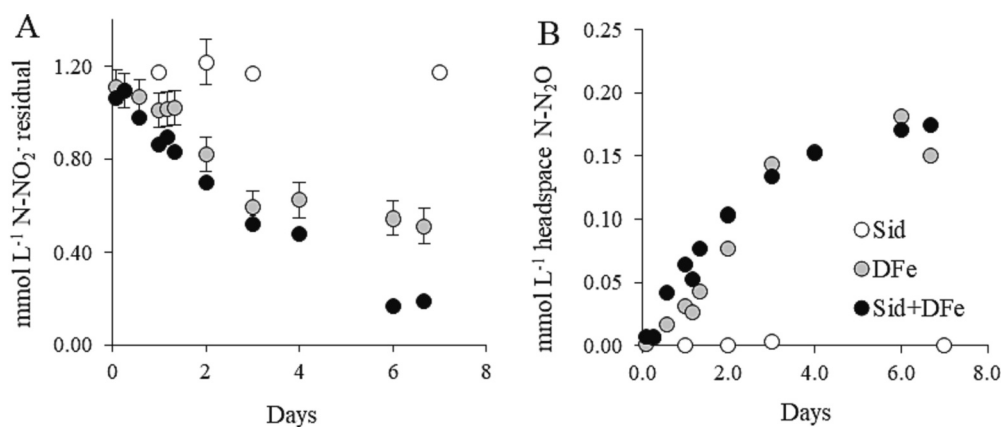 A
mmol L⁻¹ N-NO₂⁻ residual
1.20
0.80
0.40
0.00
0 2 4 6 8
Days
B
mmol L⁻¹ headspace N-N₂O
0.25
0.20
0.15
0.10
0.05
0.00
0.0 2.0 4.0 6.0 8.0
Days
Sid
DFe
Sid+DFe